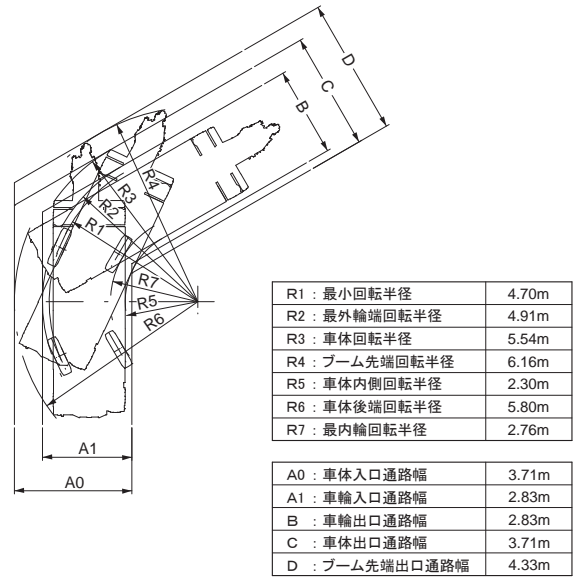 D
C
B
R3
R4
R2
R1
R7
R5
R6
A1
A0
R1 : 最小回転半径 4.70m
R2 : 最外輪端回転半径 4.91m
R3 : 車体回転半径 5.54m
R4 : ブーム先端回転半径 6.16m
R5 : 車体内側回転半径 2.30m
R6 : 車体後端回転半径 5.80m
R7 : 最内輪回転半径 2.76m
A0 : 車体入口通路幅 3.71m
A1 : 車輪入口通路幅 2.83m
B : 車輪出口通路幅 2.83m
C : 車体出口通路幅 3.71m
D : ブーム先端出口通路幅 4.33m